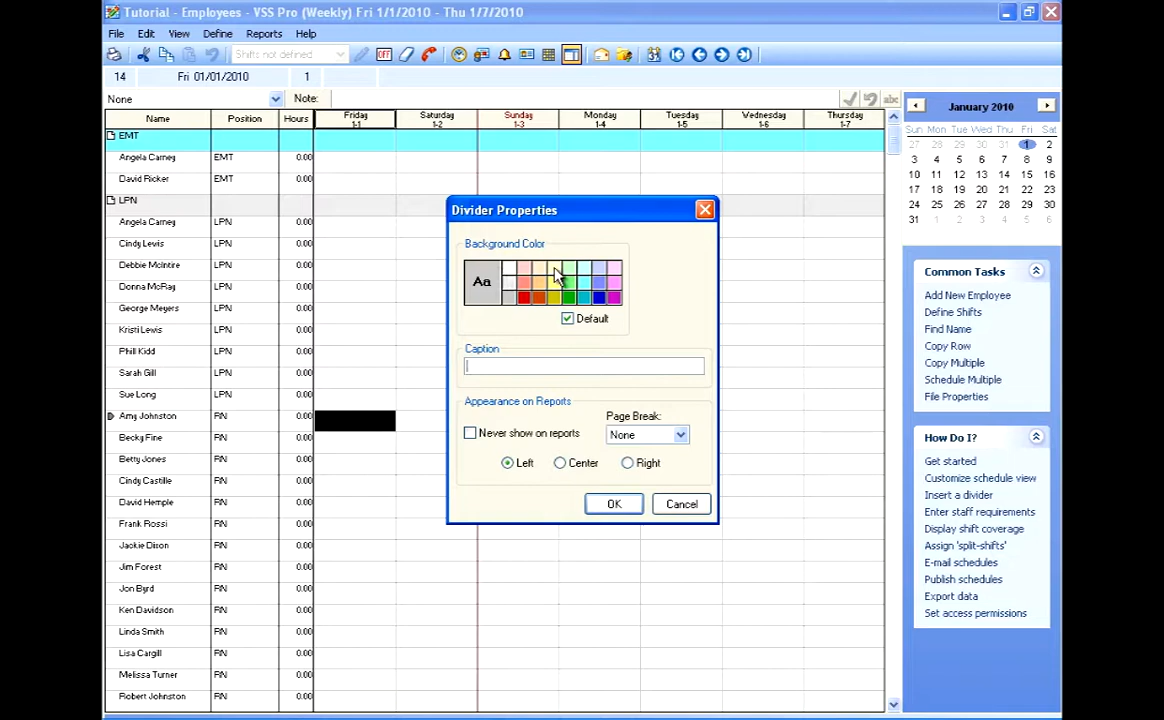 Tutorial - Employees - VSS Pro (Weekly) Fri 1/1/2010 - Thu 1/7/2010
File Edit View Define Reports Help
Shifts not defined OFF
14 Fri 01/01/2010 1
None Note: abc
Name Position Hours Friday 1-1 Saturday 1-2 Sunday 1-3 Monday 1-4 Tuesday 1-5 Wednesday 1-6 Thursday 1-7
EMT
Angela Carney EMT 0.00
David Ricker EMT 0.00
LPN
Angela Carney LPN 0.00
Cindy Lewis LPN 0.00
Debbie McIntire LPN 0.00
Donna McRay LPN 0.00
George Meyers LPN 0.00
Kristi Lewis LPN 0.00
Phill Kidd LPN 0.00
Sarah Gill LPN 0.00
Sue Long LPN 0.00
Amy Johnston RN 0.00
Becky Fine RN 0.00
Betty Jones RN 0.00
Cindy Castille RN 0.00
David Hemple RN 0.00
Frank Rossi RN 0.00
Jackie Dison RN 0.00
Jim Forest RN 0.00
Jon Byrd RN 0.00
Ken Davidson RN 0.00
Linda Smith RN 0.00
Lisa Cargill RN 0.00
Melissa Turner RN 0.00
Robert Johnston RN 0.00
Divider Properties
Background Color
Aa
Default
Caption
Appearance on Reports
Page Break:
Never show on reports None
Left Center Right
OK Cancel
January 2010
Sun Mon Tue Wed Thu Fri Sat
27 28 29 30 31 1 2
3 4 5 6 7 8 9
10 11 12 13 14 15 16
17 18 19 20 21 22 23
24 25 26 27 28 29 30
31 1 2 3 4 5 6
Common Tasks
Add New Employee
Define Shifts
Find Name
Copy Row
Copy Multiple
Schedule Multiple
File Properties
How Do I?
Get started
Customize schedule view
Insert a divider
Enter staff requirements
Display shift coverage
Assign 'split-shifts'
E-mail schedules
Publish schedules
Export data
Set access permissions